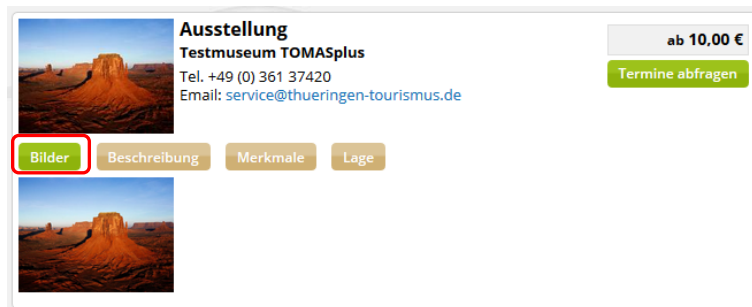 Ausstellung
Testmuseum TOMASplus
Tel. +49 (0) 361 37420
Email: service@thueringen-tourismus.de
ab 10,00 €
Termine abfragen
Bilder Beschreibung Merkmale Lage